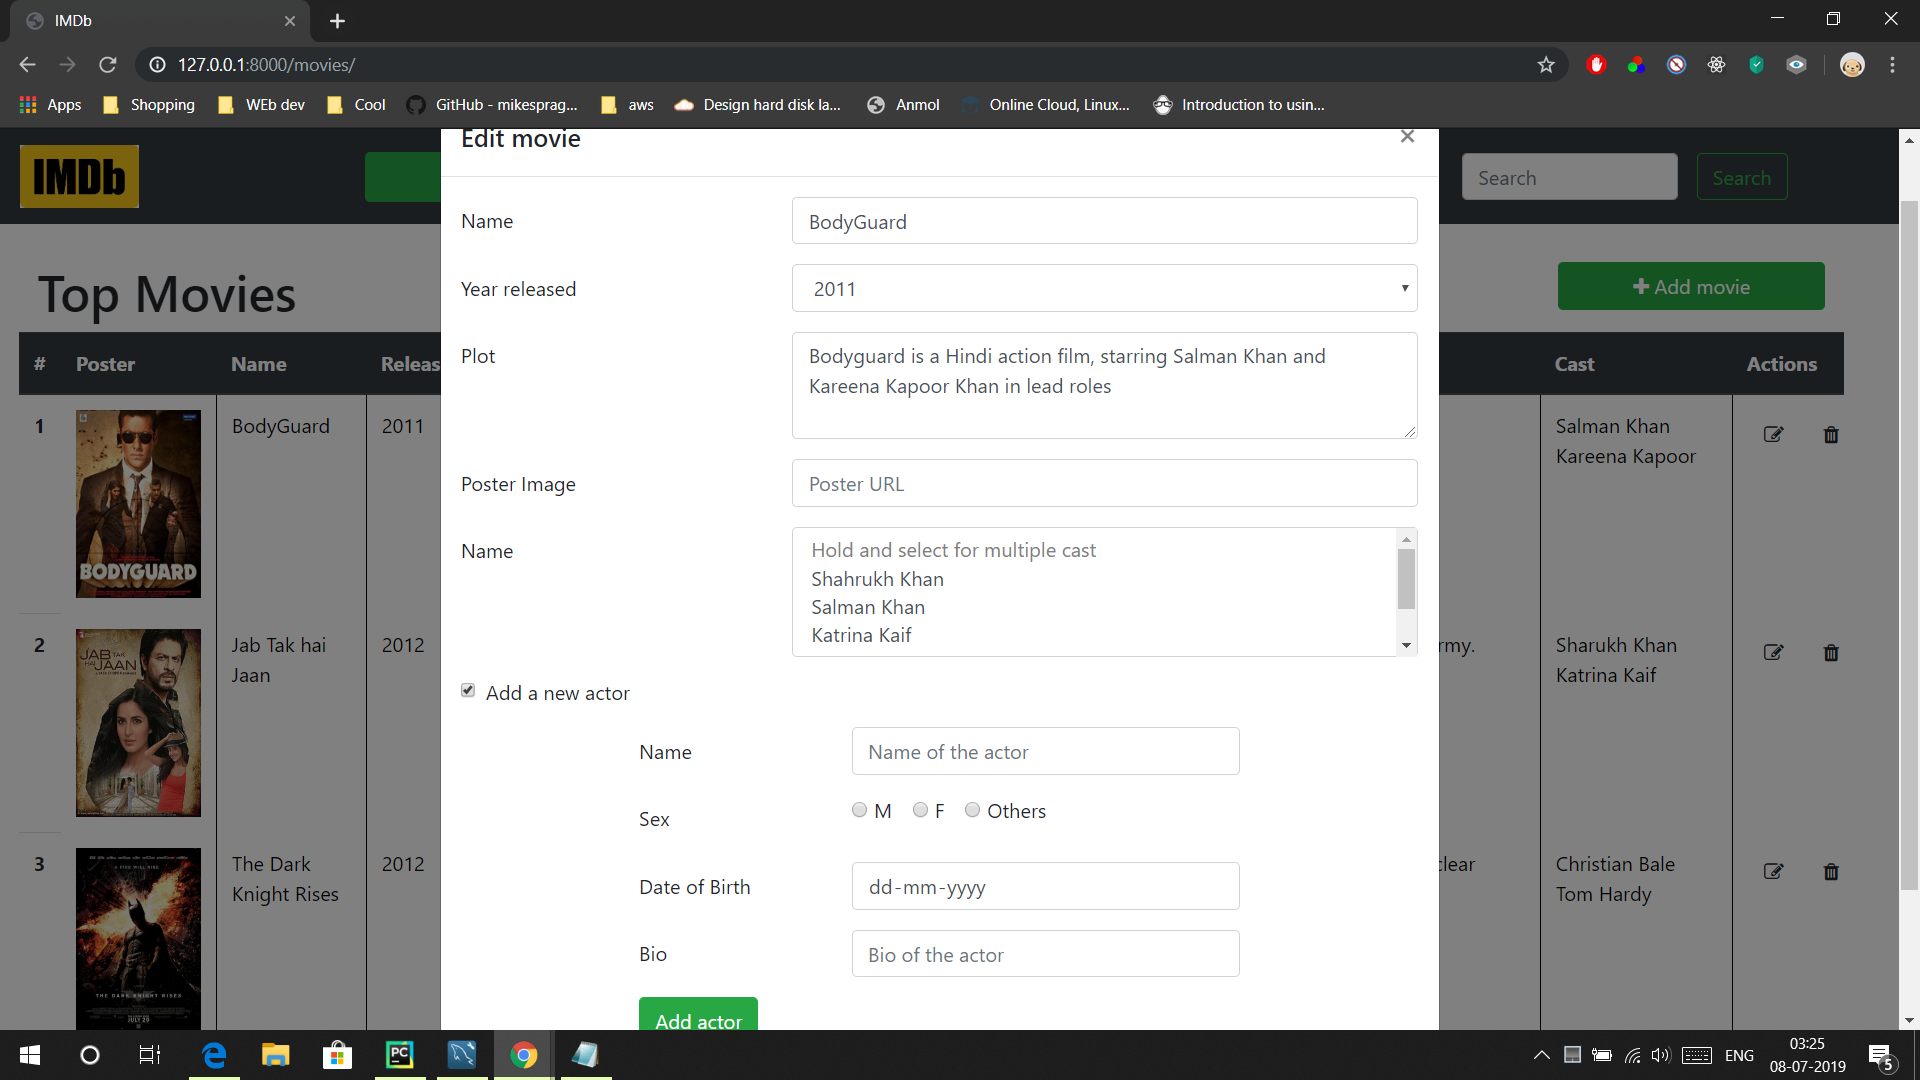 IMDb
127.0.0.1:8000/movies/
Apps
Shopping
WEb dev
Cool
GitHub - mikesprag...
aws
Design hard disk la...
Anmol
Online Cloud, Linux...
Introduction to usin...
Edit movie
IMDb
Search
Search
Name
BodyGuard
Year released
2011
Top Movies
Add movie
# Poster Name Releas
Cast Actions
Plot
Bodyguard is a Hindi action film, starring Salman Khan and
Kareena Kapoor Khan in lead roles
1
BodyGuard
2011
BODYGUARD
Salman Khan
Kareena Kapoor
Poster Image
Poster URL
Name
Hold and select for multiple cast
Shahrukh Khan
Salman Khan
Katrina Kaif
2
JAB TAK
HAI JAAN
Jab Tak hai
Jaan
2012
rmy.
Sharukh Khan
Katrina Kaif
Add a new actor
Name
Name of the actor
Sex
M
F
Others
3
THE DARK KNIGHT RISES
JULY 20
The Dark
Knight Rises
2012
clear
Christian Bale
Tom Hardy
Date of Birth
dd-mm-yyyy
Bio
Bio of the actor
Add actor
PC
ENG
03:25
08-07-2019
5